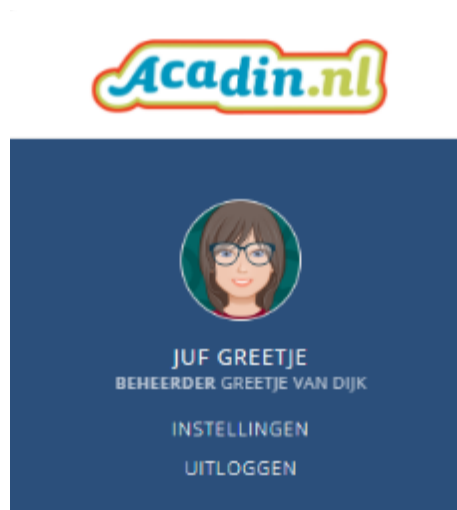 Acadin.nl
JUF GREETJE
BEHEERDER GREETJE VAN DIJK
INSTELLINGEN
UITLOGGEN